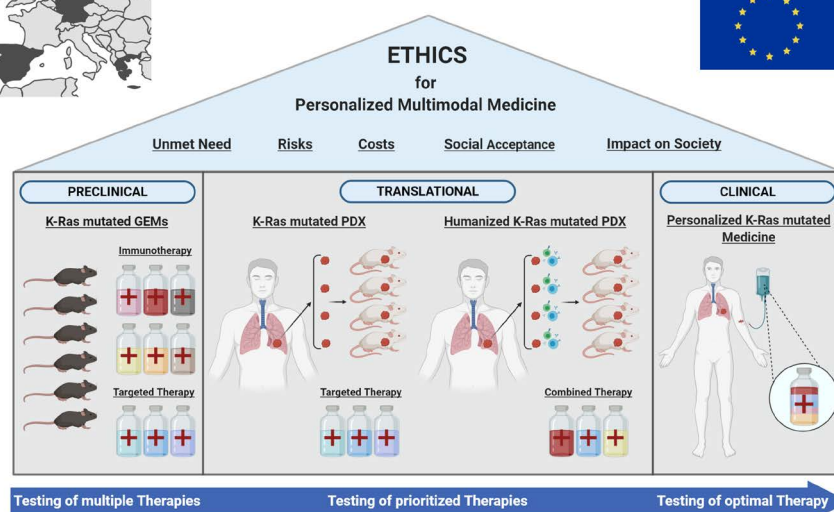 ETHICS
for
Personalized Multimodal Medicine
Unmet Need Risks Costs Social Acceptance Impact on Society
PRECLINICAL
K-Ras mutated GEMs
Immunotherapy
Targeted Therapy
TRANSLATIONAL
K-Ras mutated PDX
Humanized K-Ras mutated PDX
Targeted Therapy
Combined Therapy
CLINICAL
Personalized K-Ras mutated
Medicine
Testing of multiple Therapies
Testing of prioritized Therapies
Testing of optimal Therapy